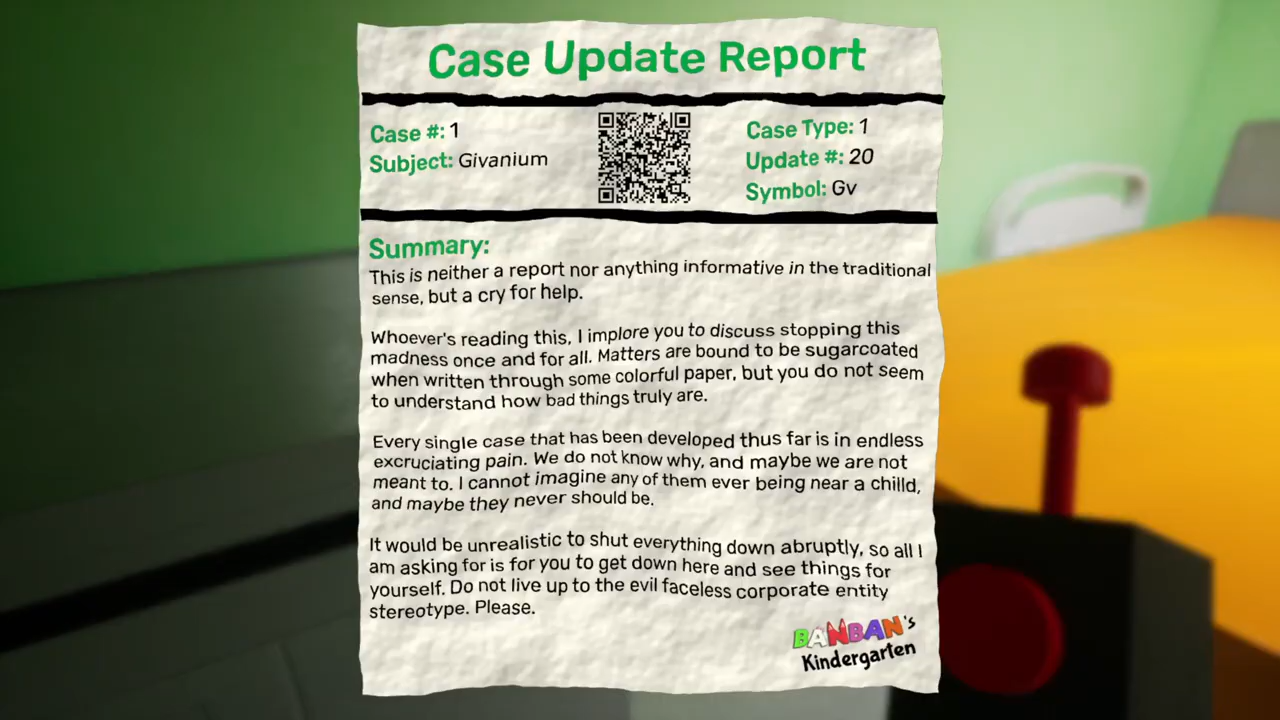 Case Update Report
Case #: 1
Subject: Givanium
Case Type: 1
Update #: 20
Symbol: Gv
Summary:
This is neither a report nor anything informative in the traditional
sense, but a cry for help.
Whoever's reading this, I implore you to discuss stopping this
madness once and for all. Matters are bound to be sugarcoated
when written through some colorful paper, but you do not seem
to understand how bad things truly are.
Every single case that has been developed thus far is in endless
excruciating pain. We do not know why, and maybe we are not
meant to. I cannot imagine any of them ever being near a chilld,
and maybe they never should be.
It would be unrealistic to shut everything down abruptly, so all I
am asking for is for you to get down here and see things for
yourself. Do not live up to the evil faceless corporate entity
stereotype. Please.
BANBAN's
Kindergarten